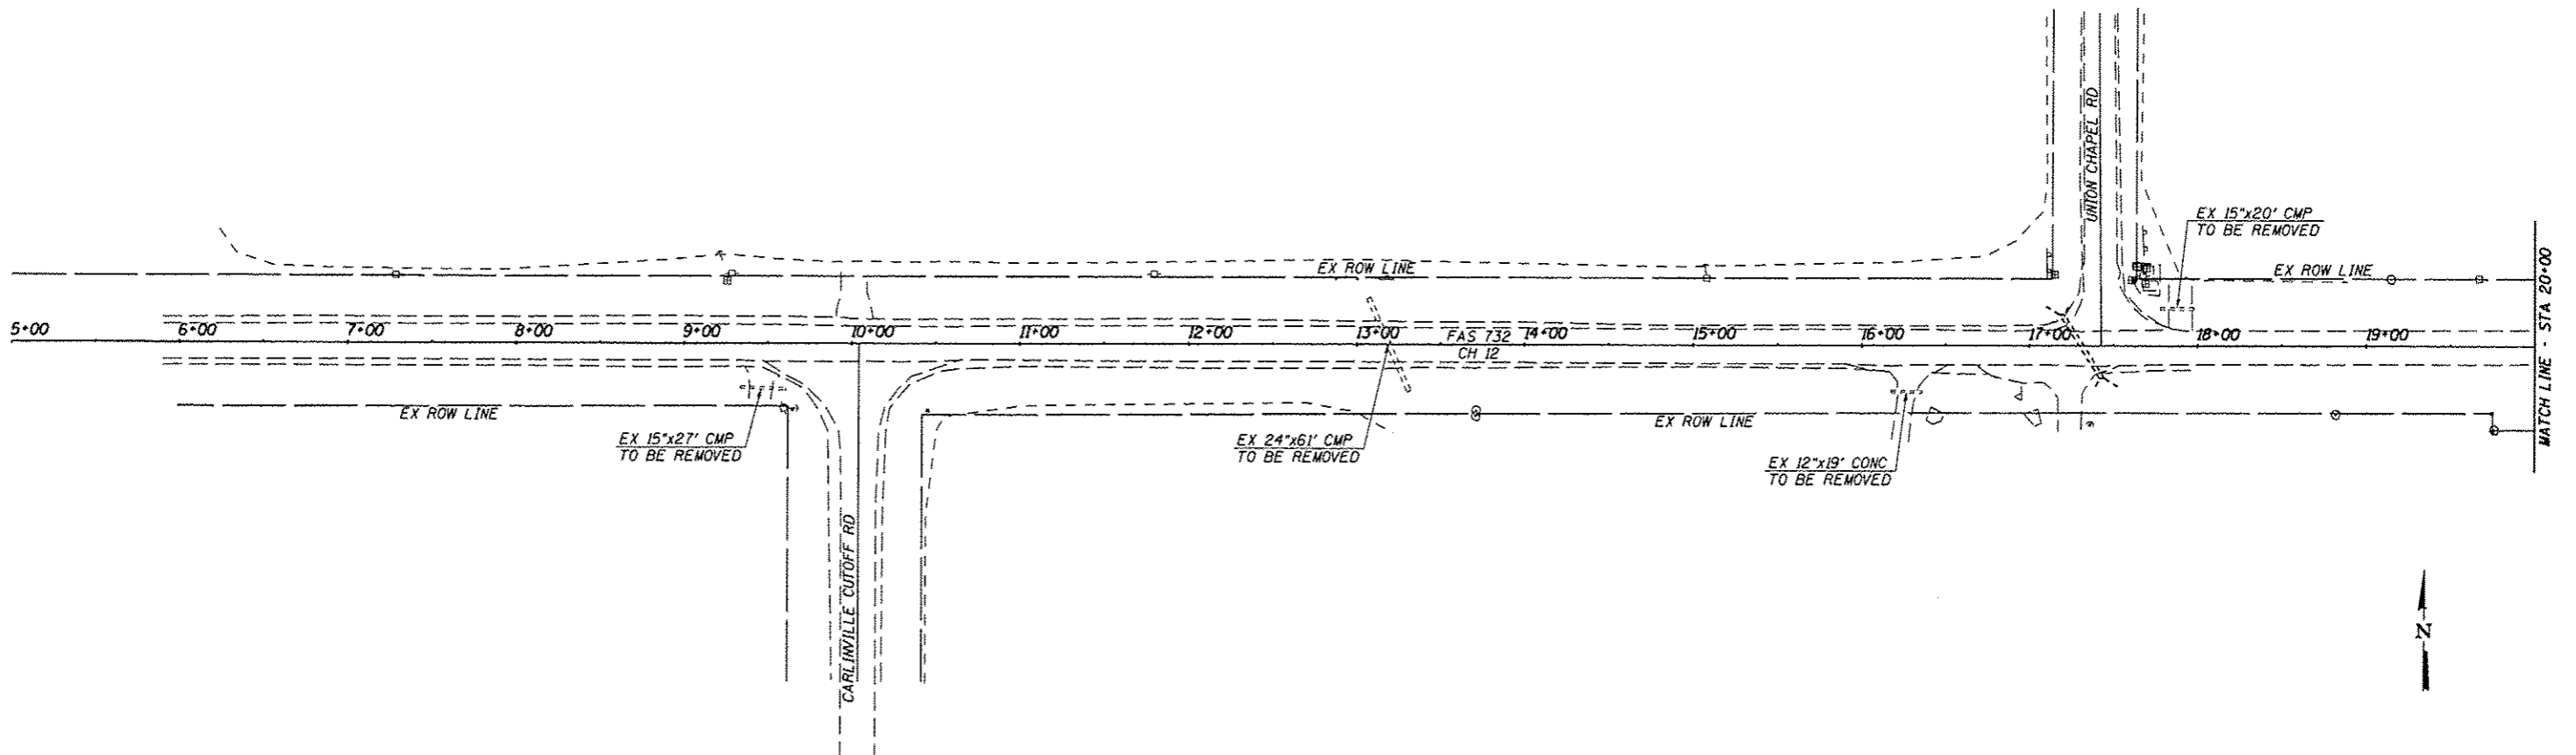 UNION CHAPEL RD
EX 15"x20' CMP
TO BE REMOVED
EX ROW LINE
EX ROW LINE
MATCH LINE - STA 20+00
5+00
6+00
7+00
8+00
9+00
10+00
11+00
12+00
13+00
FAS 732
14+00
15+00
16+00
17+00
18+00
19+00
CH 12
EX ROW LINE
EX ROW LINE
EX 15"x27' CMP
TO BE REMOVED
EX 24"x61' CMP
TO BE REMOVED
EX 12"x19' CONC
TO BE REMOVED
CARLINVILLE CUTOFF RD
N